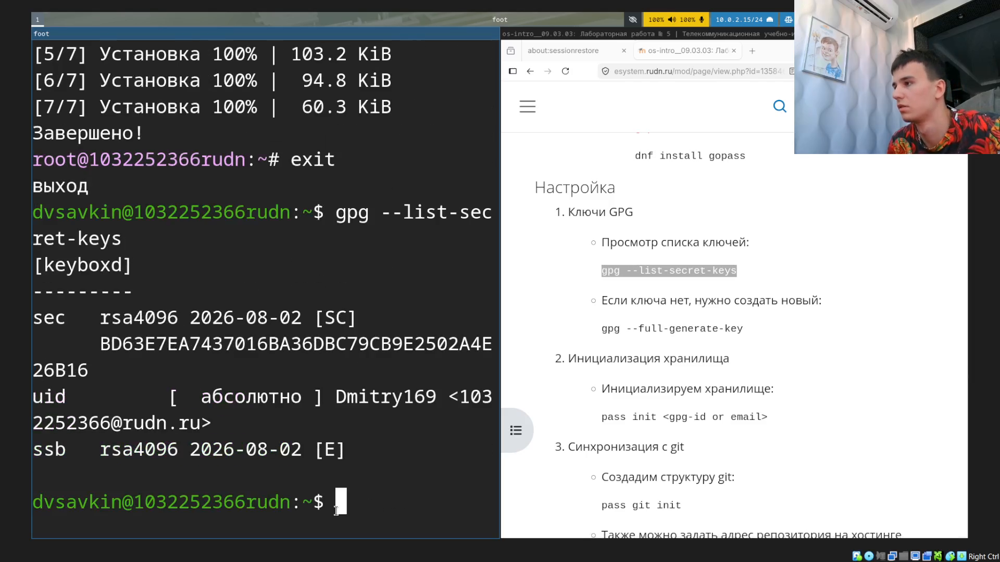 1
foot
100% 100%
10.0.2.15/24
foot
[5/7] Установка 100% | 103.2 KiB
[6/7] Установка 100% |  94.8 KiB
[7/7] Установка 100% |  60.3 KiB
Завершено!
root@1032252366rudn:~# exit
выход
dvsavkin@1032252366rudn:~$ gpg --list-sec
ret-keys
[keyboxd]
---------
sec   rsa4096 2026-08-02 [SC]
BD63E7EA7437016BA36DBC79CB9E2502A4E
26B16
uid         [  абсолютно ] Dmitry169 <103
2252366@rudn.ru>
ssb   rsa4096 2026-08-02 [E]
dvsavkin@1032252366rudn:~$
os-intro__09.03.03: Лабораторная работа № 5 | Телекоммуникационная учебно-и
about:sessionrestore
os-intro__09.03.03: Лаб
esystem.rudn.ru/mod/page/view.php?id=13584
dnf install gopass
Настройка
1. Ключи GPG
Просмотр списка ключей:
gpg --list-secret-keys
Если ключа нет, нужно создать новый:
gpg --full-generate-key
2. Инициализация хранилища
Инициализируем хранилище:
pass init <gpg-id or email>
3. Синхронизация с git
Создадим структуру git:
pass git init
Также можно задать адрес репозитория на хостинге
Right Ctrl